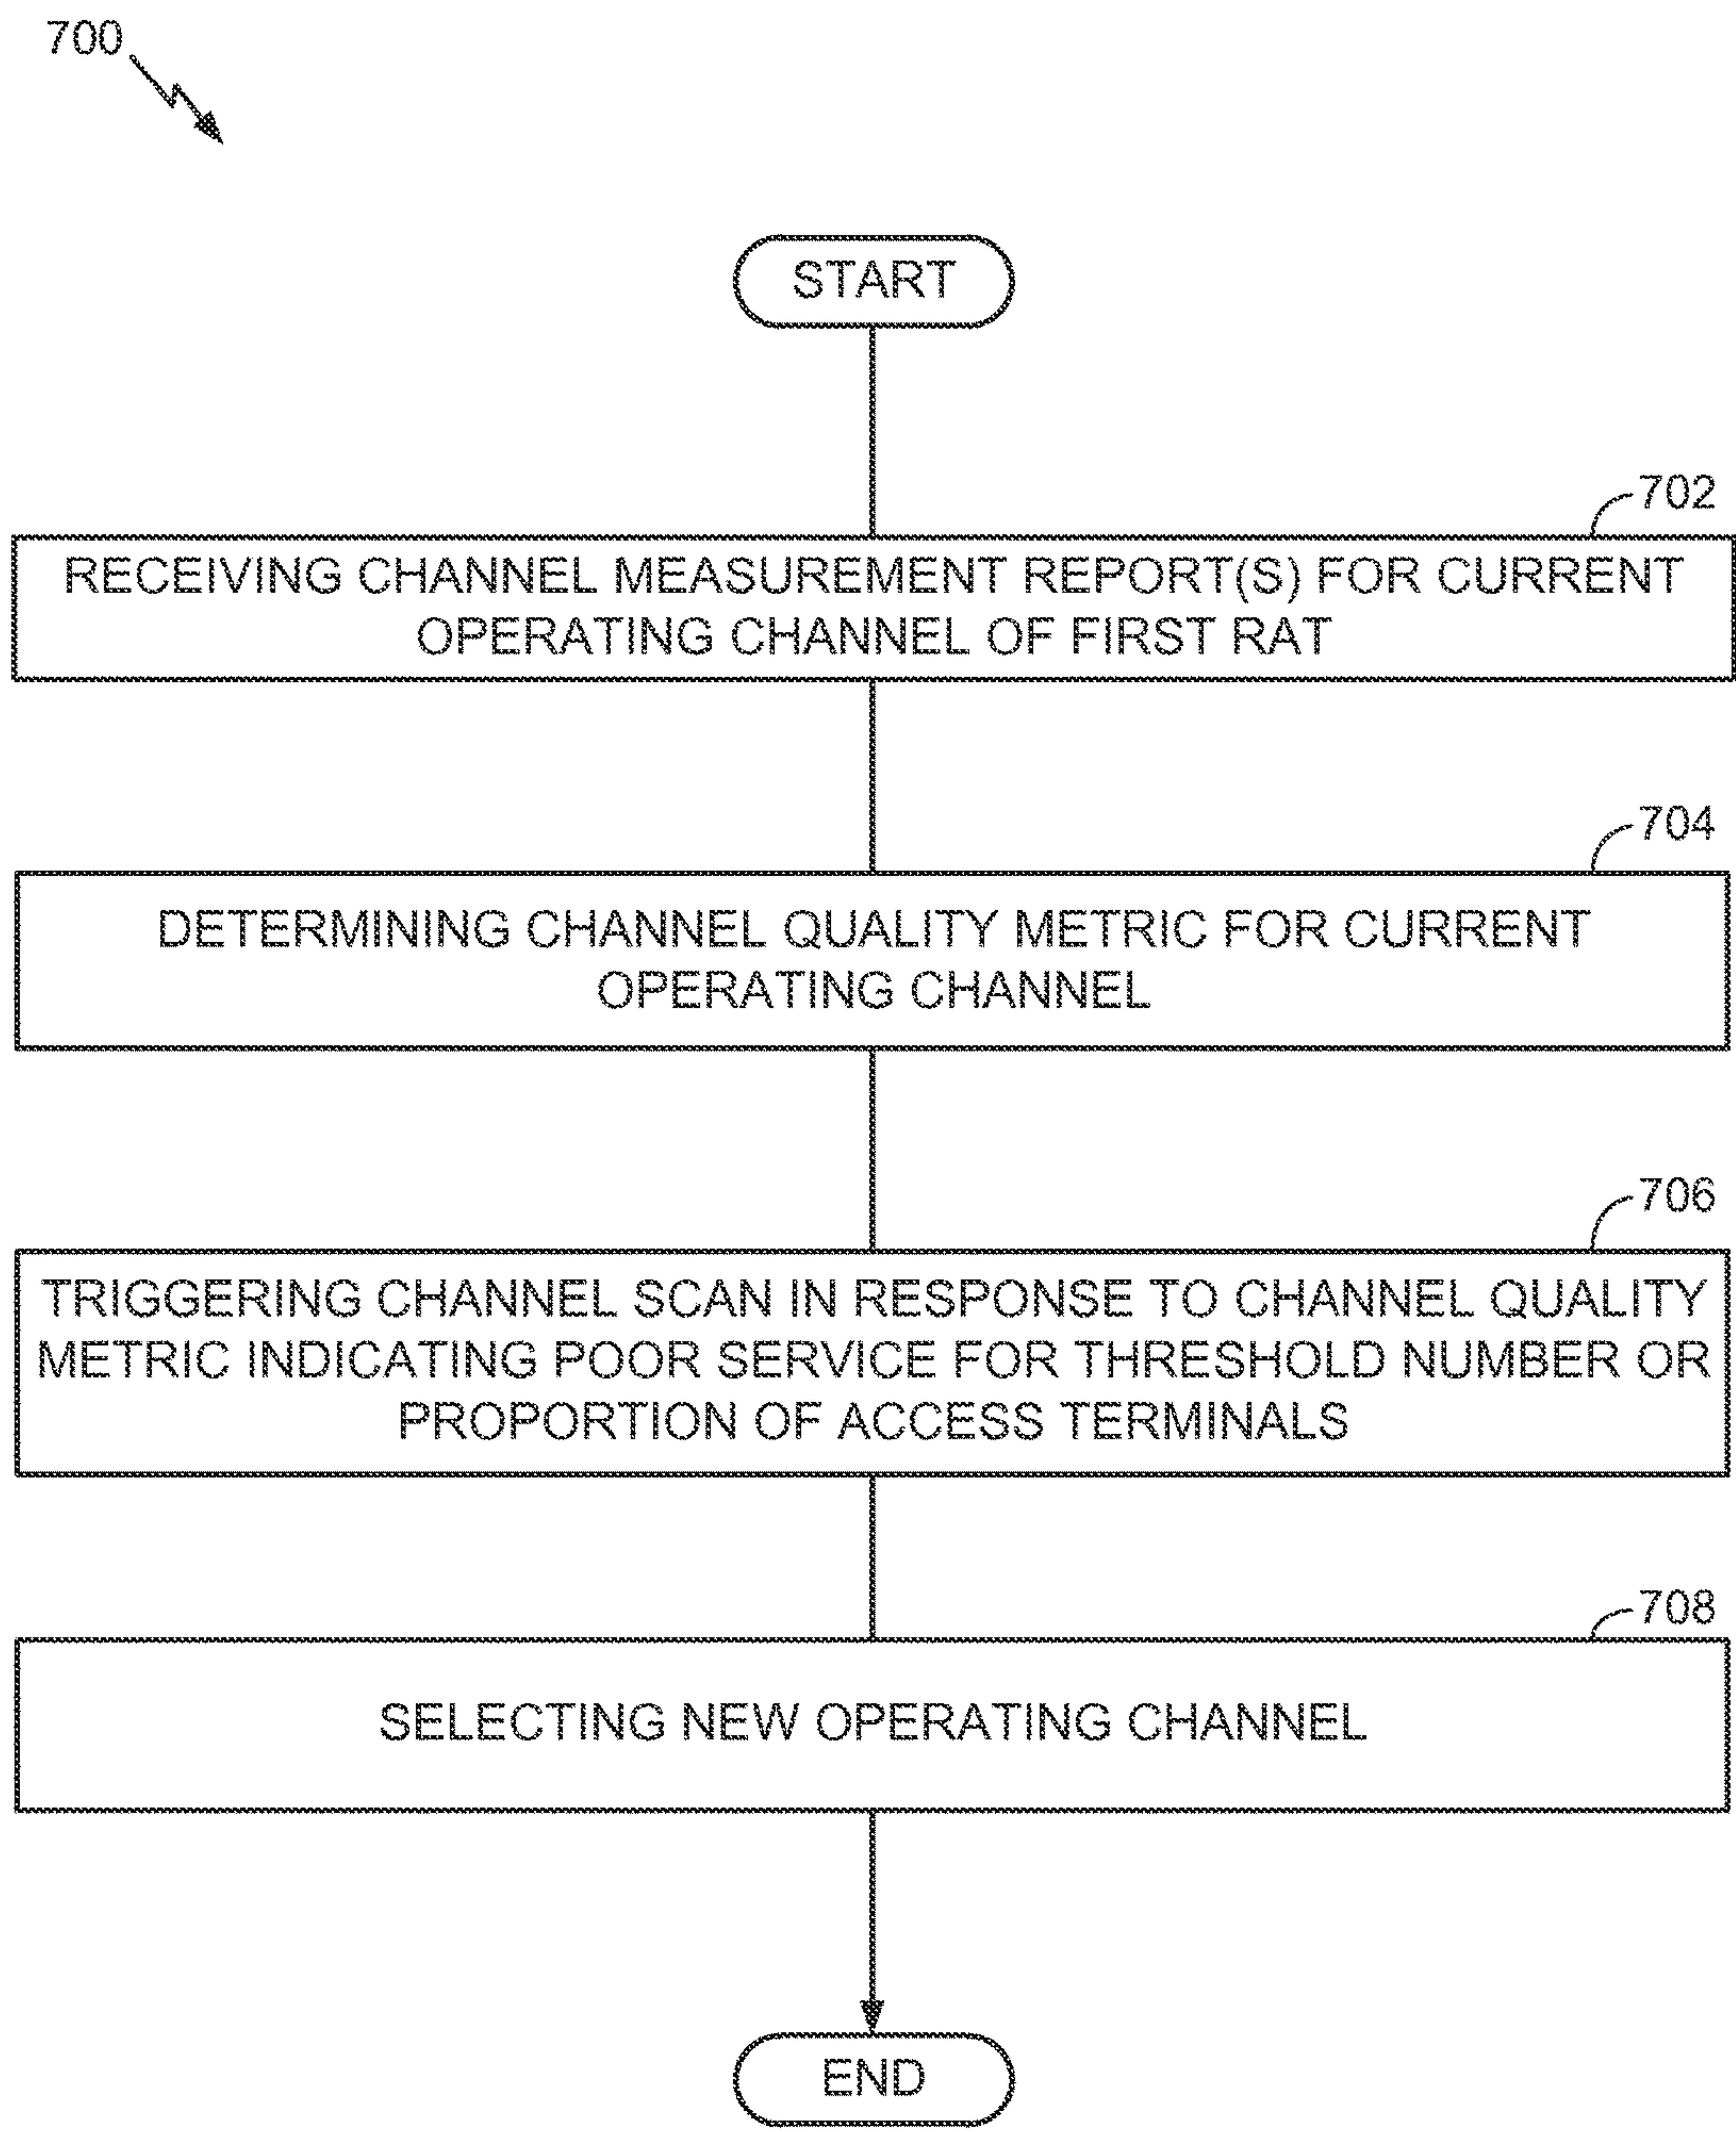 700
START
702
RECEIVING CHANNEL MEASUREMENT REPORT(S) FOR CURRENT
OPERATING CHANNEL OF FIRST RAT
704
DETERMINING CHANNEL QUALITY METRIC FOR CURRENT
OPERATING CHANNEL
706
TRIGGERING CHANNEL SCAN IN RESPONSE TO CHANNEL QUALITY
METRIC INDICATING POOR SERVICE FOR THRESHOLD NUMBER OR
PROPORTION OF ACCESS TERMINALS
708
SELECTING NEW OPERATING CHANNEL
END